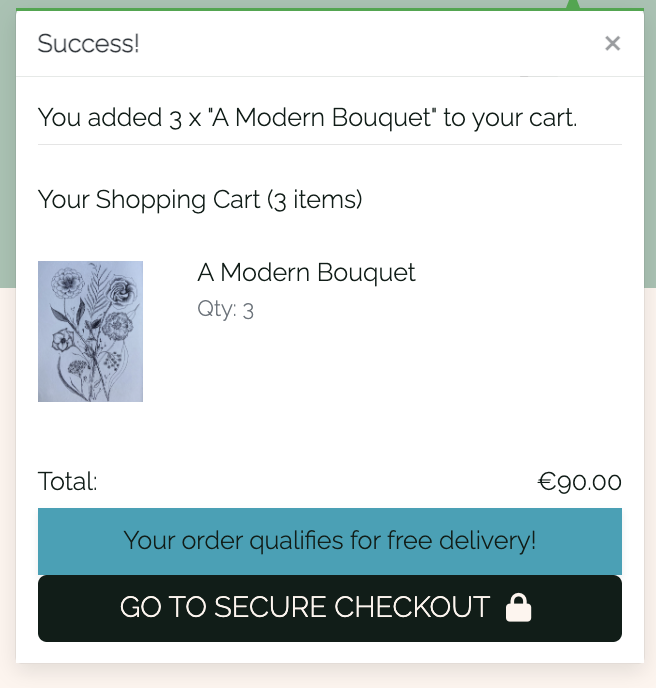 Success!
×
You added 3 x "A Modern Bouquet" to your cart.
Your Shopping Cart (3 items)
A Modern Bouquet
Qty: 3
Total:
€90.00
Your order qualifies for free delivery!
GO TO SECURE CHECKOUT